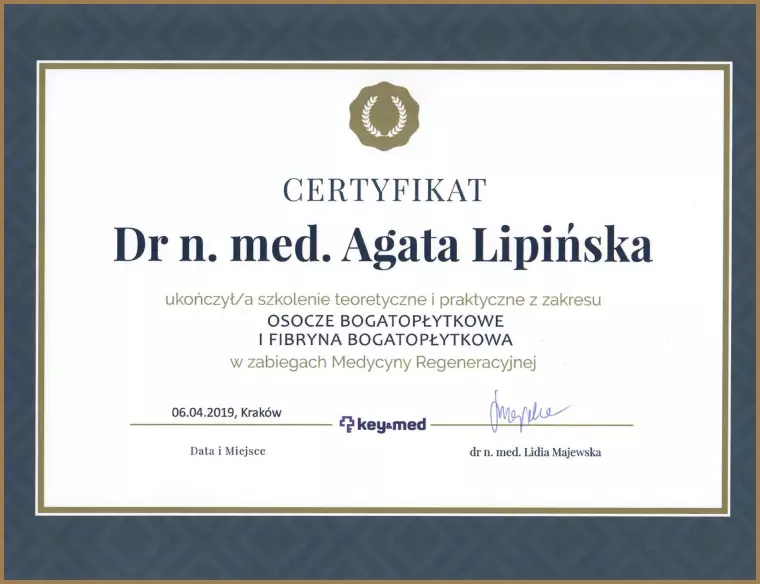 CERTYFIKAT
Dr n. med. Agata Lipińska
ukończył/a szkolenie teoretyczne i praktyczne z zakresu
OSOCZE BOGATOPŁYTKOWE
I FIBRYNA BOGATOPŁYTKOWA
w zabiegach Medycyny Regeneracyjnej
06.04.2019, Kraków
key&med
Data i Miejsce
dr n. med. Lidia Majewska